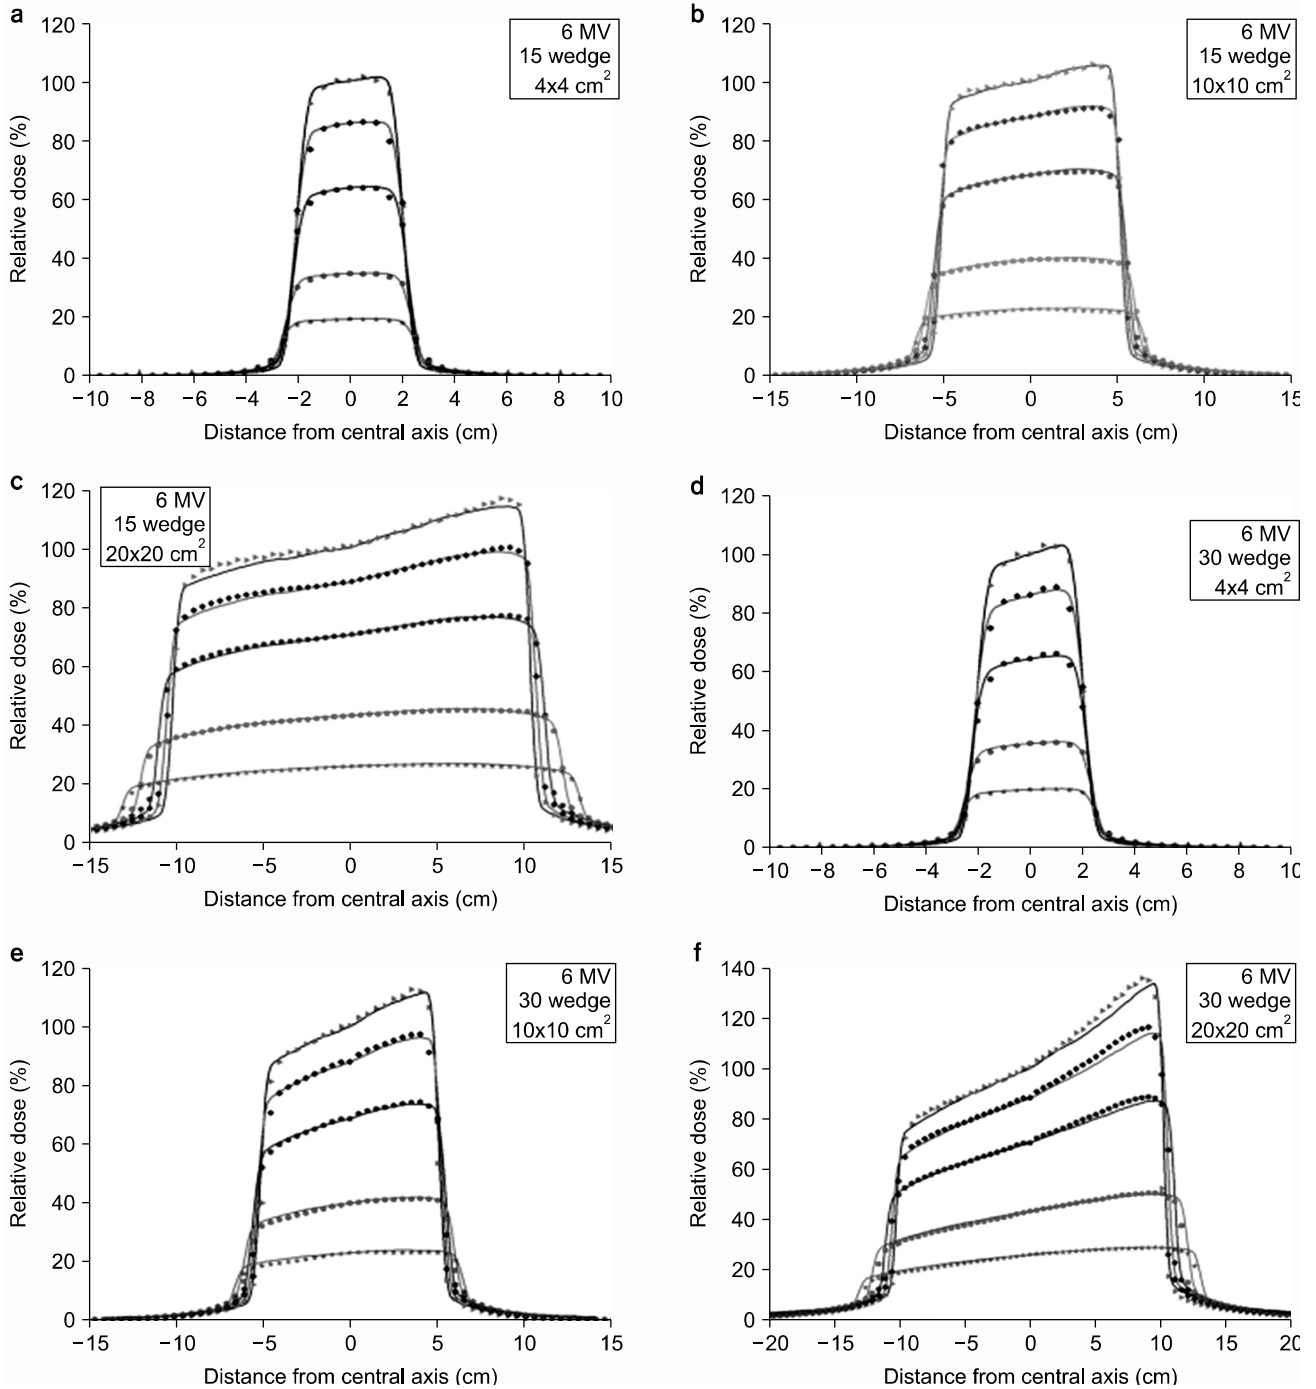 a
6 MV
15 wedge
4x4 cm²
120
100
80
60
40
20
0
Relative dose (%)
−10 −8 −6 −4 −2 0 2 4 6 8 10
Distance from central axis (cm)
b
6 MV
15 wedge
10x10 cm²
120
100
80
60
40
20
0
Relative dose (%)
−15 −10 −5 0 5 10 15
Distance from central axis (cm)
c
6 MV
15 wedge
20x20 cm²
120
100
80
60
40
20
0
Relative dose (%)
−15 −10 −5 0 5 10 15
Distance from central axis (cm)
d
6 MV
30 wedge
4x4 cm²
120
100
80
60
40
20
0
Relative dose (%)
−10 −8 −6 −4 −2 0 2 4 6 8 10
Distance from central axis (cm)
e
6 MV
30 wedge
10x10 cm²
120
100
80
60
40
20
0
Relative dose (%)
−15 −10 −5 0 5 10 15
Distance from central axis (cm)
f
6 MV
30 wedge
20x20 cm²
140
120
100
80
60
40
20
0
Relative dose (%)
−20 −15 −10 −5 0 5 10 15 20
Distance from central axis (cm)